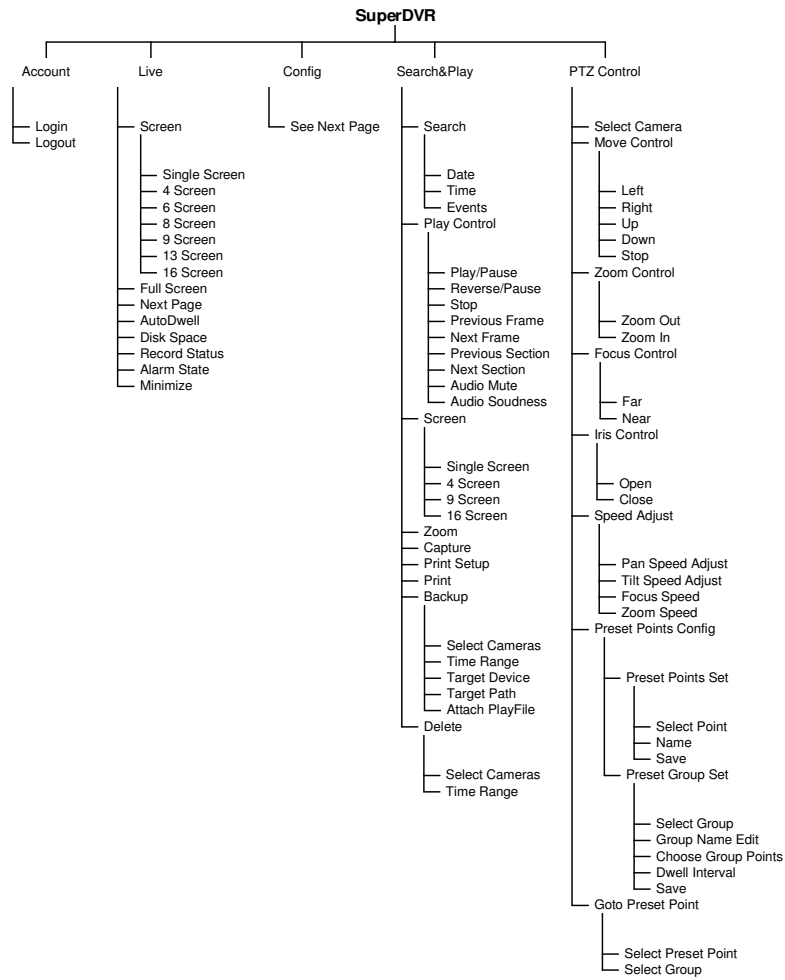 SuperDVR
Account
Login
Logout
Live
Screen
Single Screen
4 Screen
6 Screen
8 Screen
9 Screen
13 Screen
16 Screen
Full Screen
Next Page
AutoDwell
Disk Space
Record Status
Alarm State
Minimize
Config
See Next Page
Search&Play
Search
Date
Time
Events
Play Control
Play/Pause
Reverse/Pause
Stop
Previous Frame
Next Frame
Previous Section
Next Section
Audio Mute
Audio Soudness
Screen
Single Screen
4 Screen
9 Screen
16 Screen
Zoom
Capture
Print Setup
Print
Backup
Select Cameras
Time Range
Target Device
Target Path
Attach PlayFile
Delete
Select Cameras
Time Range
PTZ Control
Select Camera
Move Control
Left
Right
Up
Down
Stop
Zoom Control
Zoom Out
Zoom In
Focus Control
Far
Near
Iris Control
Open
Close
Speed Adjust
Pan Speed Adjust
Tilt Speed Adjust
Focus Speed
Zoom Speed
Preset Points Config
Preset Points Set
Select Point
Name
Save
Preset Group Set
Select Group
Group Name Edit
Choose Group Points
Dwell Interval
Save
Goto Preset Point
Select Preset Point
Select Group